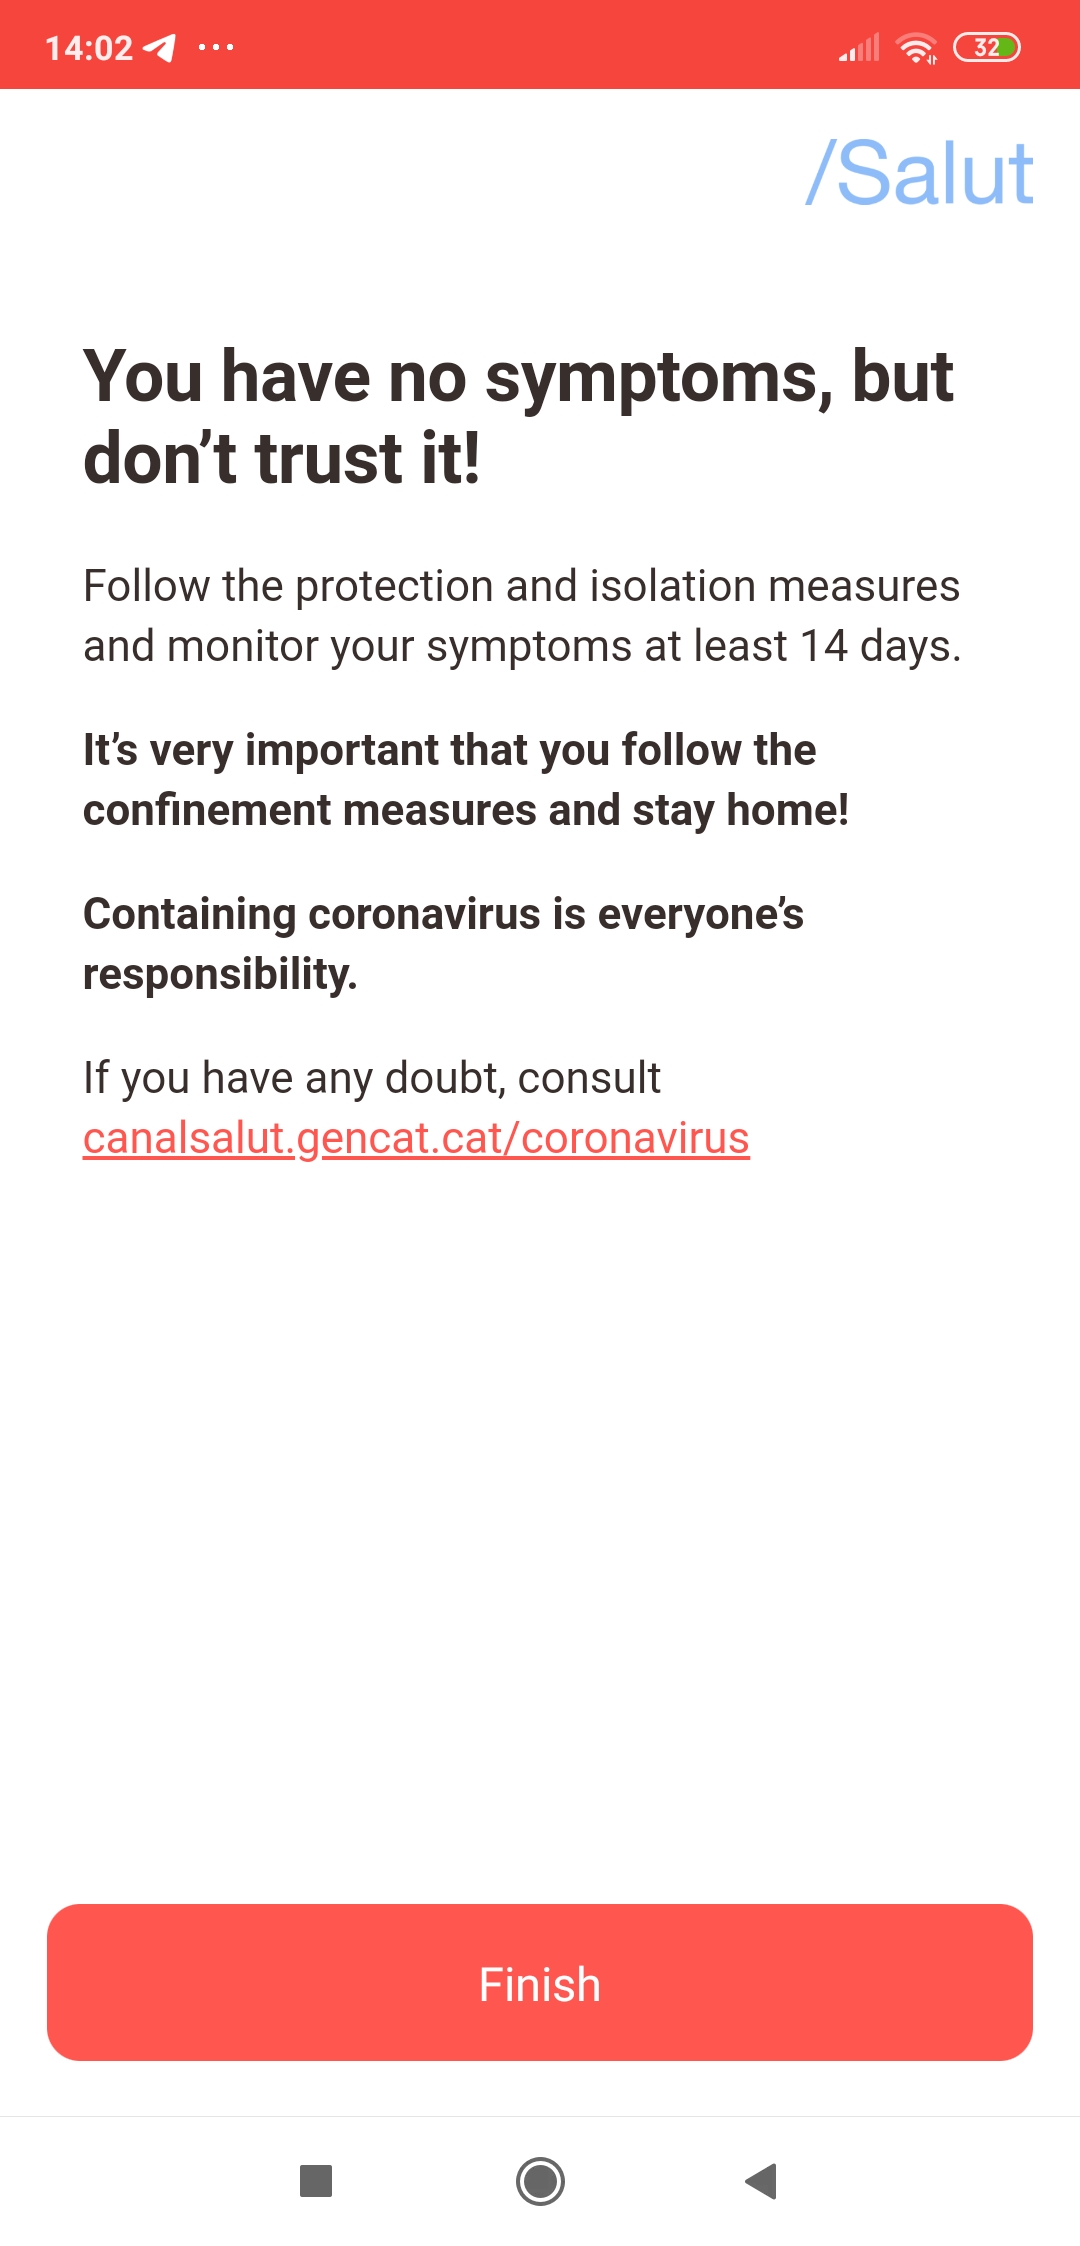 14:02
32
/Salut
You have no symptoms, but
don’t trust it!
Follow the protection and isolation measures
and monitor your symptoms at least 14 days.
It’s very important that you follow the
confinement measures and stay home!
Containing coronavirus is everyone’s
responsibility.
If you have any doubt, consult
canalsalut.gencat.cat/coronavirus
Finish